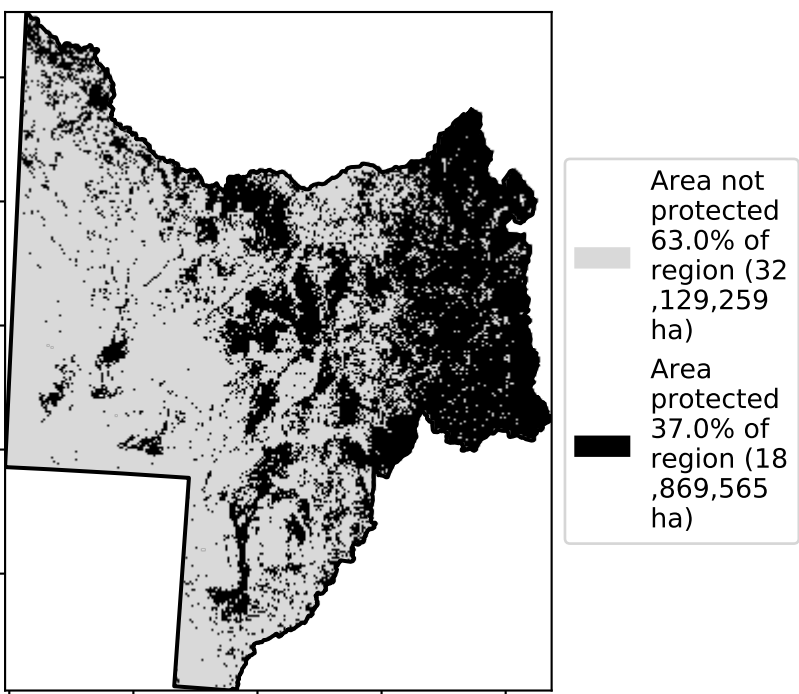 Area not
protected
63.0% of
region (32
,129,259
ha)
Area
protected
37.0% of
region (18
,869,565
ha)